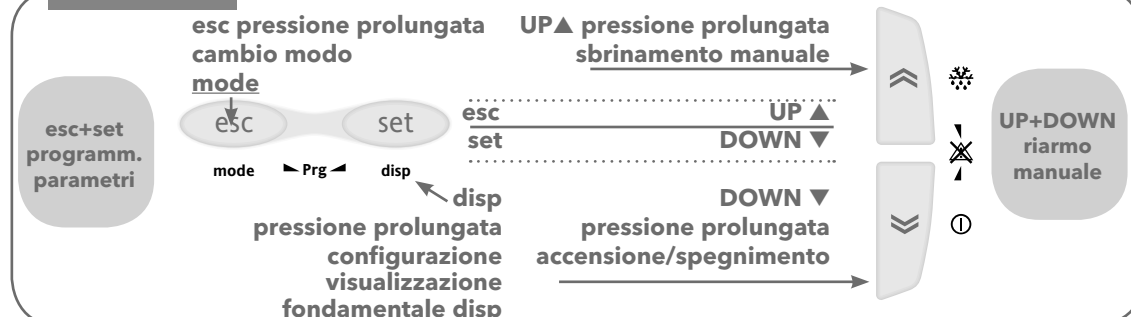 esc pressione prolungata
cambio modo
mode
UP▲ pressione prolungata
sbrinamento manuale
esc+set
programm.
parametri
esc
set
mode
Prg
disp
esc UP ▲
set DOWN ▼
UP+DOWN
riarmo
manuale
disp
pressione prolungata
configurazione
visualizzazione
fondamentale disp
DOWN ▼
pressione prolungata
accensione/spegnimento